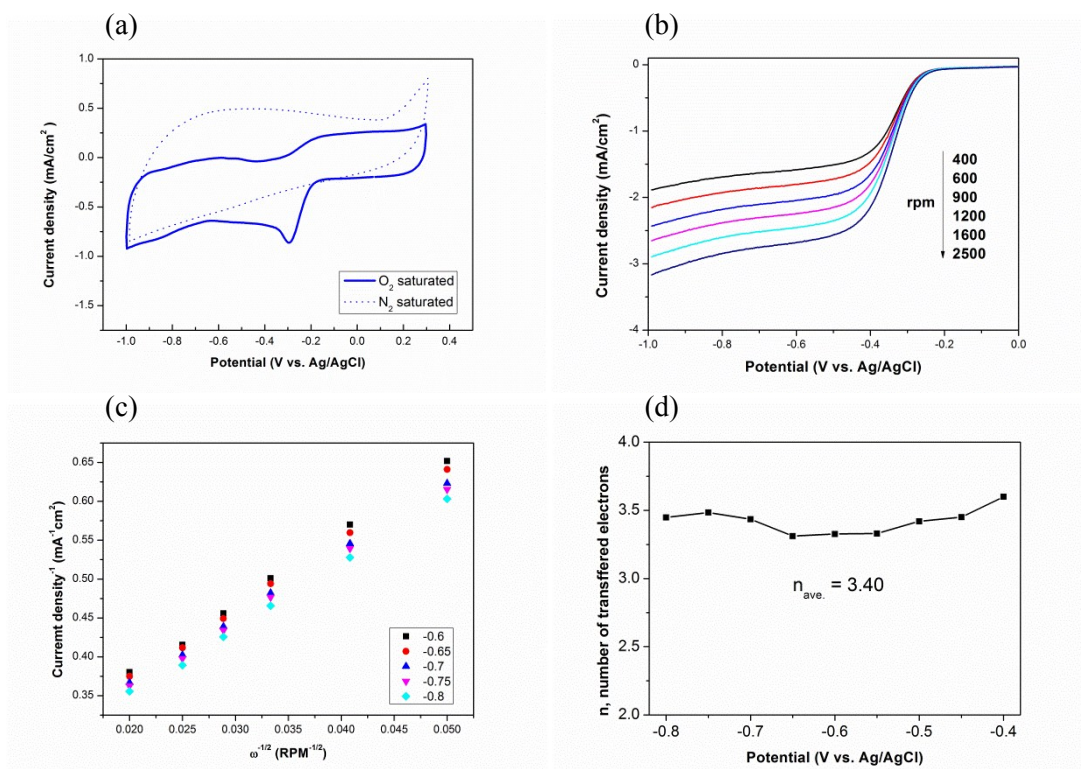 (a)
1.0
0.5
0.0
-0.5
-1.0
-1.5
Current density (mA/cm²)
O₂ saturated
N₂ saturated
-1.0 -0.8 -0.6 -0.4 -0.2 0.0 0.2 0.4
Potential (V vs. Ag/AgCl)
(b)
0
-1
-2
-3
-4
Current density (mA/cm²)
rpm
400
600
900
1200
1600
2500
-1.0 -0.8 -0.6 -0.4 -0.2 0.0
Potential (V vs. Ag/AgCl)
(c)
0.65
0.60
0.55
0.50
0.45
0.40
0.35
Curremt density⁻¹ (mA⁻¹cm²)
-0.6
-0.65
-0.7
-0.75
-0.8
0.020 0.025 0.030 0.035 0.040 0.045 0.050
ω⁻¹/² (RPM⁻¹/²)
(d)
4.0
3.5
3.0
2.5
2.0
n, number of transffered electrons
nave. = 3.40
-0.8 -0.7 -0.6 -0.5 -0.4
Potential (V vs. Ag/AgCl)